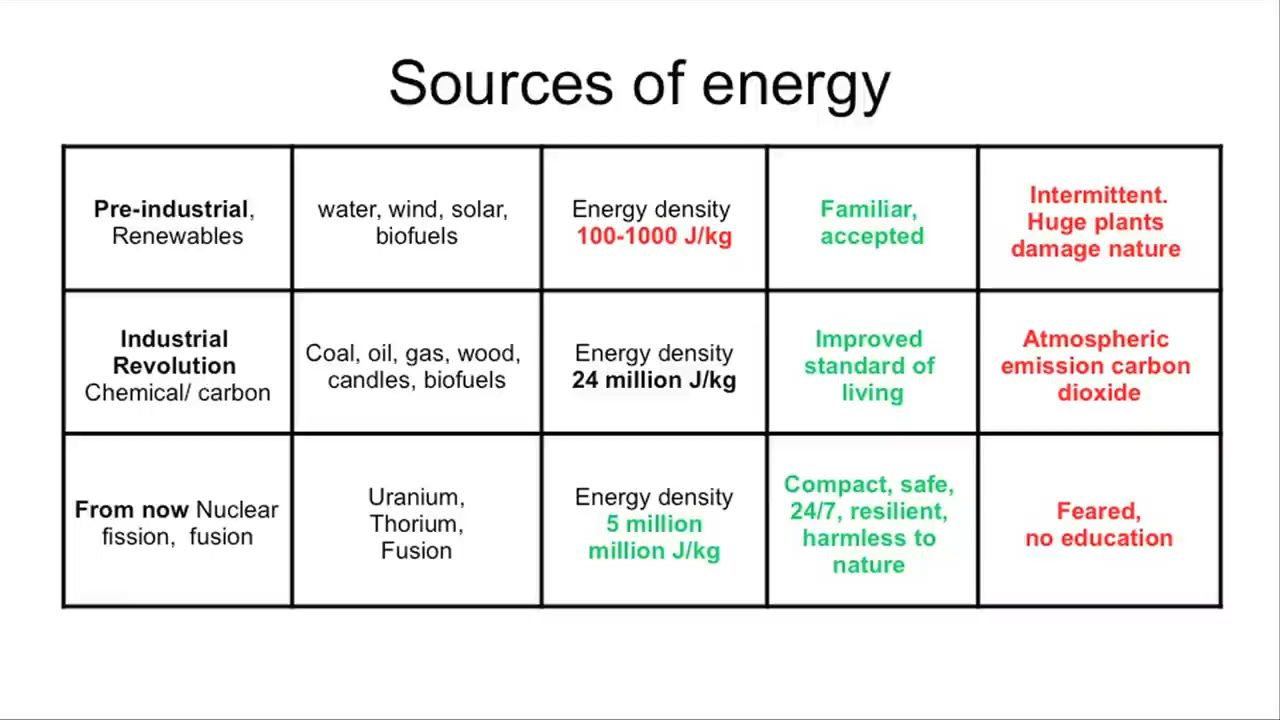 Sources of energy
Pre-industrial,
Renewables
water, wind, solar,
biofuels
Energy density
100-1000 J/kg
Familiar,
accepted
Intermittent.
Huge plants
damage nature
Industrial
Revolution
Chemical/ carbon
Coal, oil, gas, wood,
candles, biofuels
Energy density
24 million J/kg
Improved
standard of
living
Atmospheric
emission carbon
dioxide
From now Nuclear
fission, fusion
Uranium,
Thorium,
Fusion
Energy density
5 million
million J/kg
Compact, safe,
24/7, resilient,
harmless to
nature
Feared,
no education